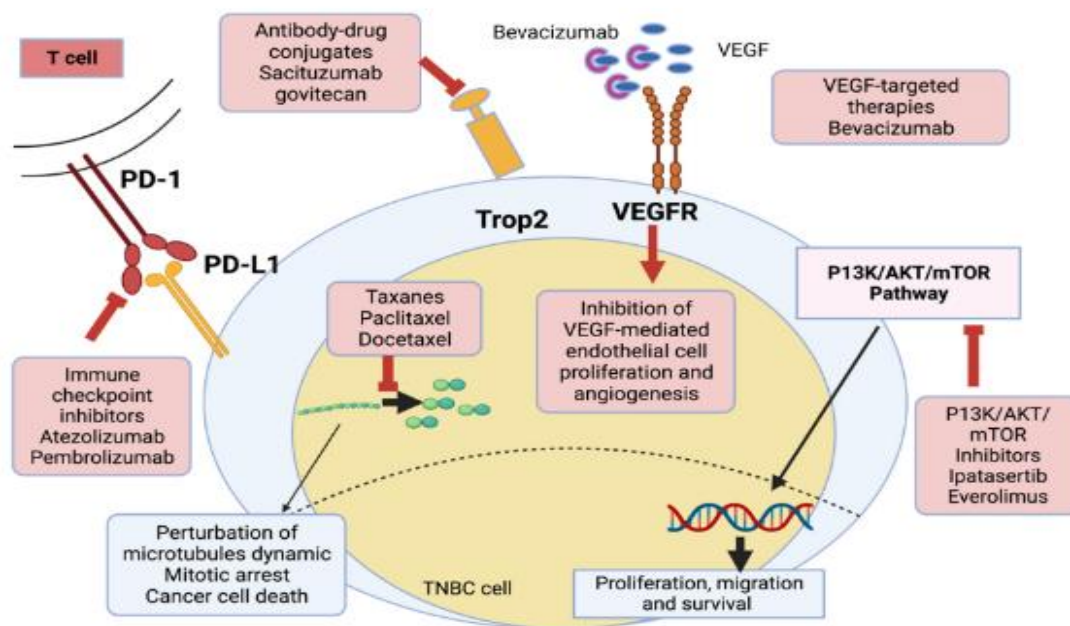 T cell
Antibody-drug
conjugates
Sacituzumab
govitecan
Bevacizumab
VEGF
VEGF-targeted
therapies
Bevacizumab
PD-1
PD-L1
Trop2
VEGFR
P13K/AKT/mTOR
Pathway
Taxanes
Paclitaxel
Docetaxel
Inhibition of
VEGF-mediated
endothelial cell
proliferation and
angiogenesis
Immune
checkpoint
inhibitors
Atezolizumab
Pembrolizumab
P13K/AKT/
mTOR
Inhibitors
Ipatasertib
Everolimus
Perturbation of
microtubules dynamic
Mitotic arrest
Cancer cell death
TNBC cell
Proliferation, migration
and survival